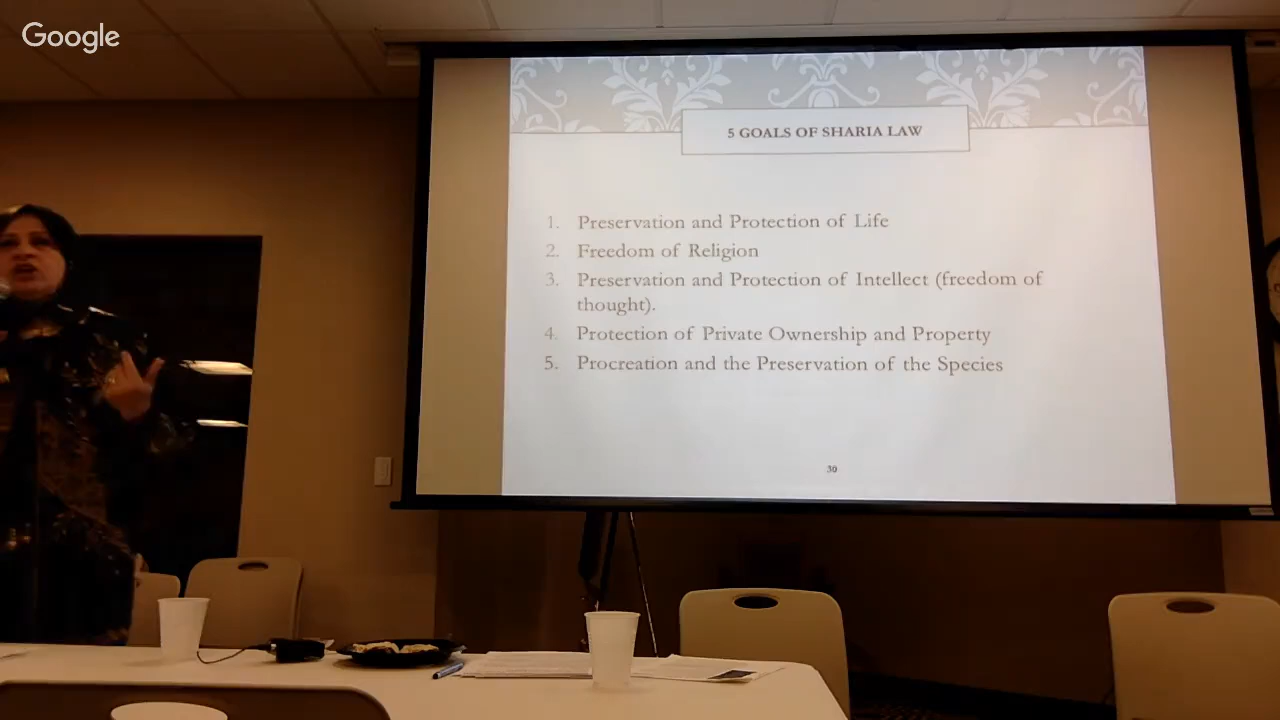 Google
5 GOALS OF SHARIA LAW
1. Preservation and Protection of Life
2. Freedom of Religion
3. Preservation and Protection of Intellect (freedom of
thought).
4. Protection of Private Ownership and Property
5. Procreation and the Preservation of the Species
30